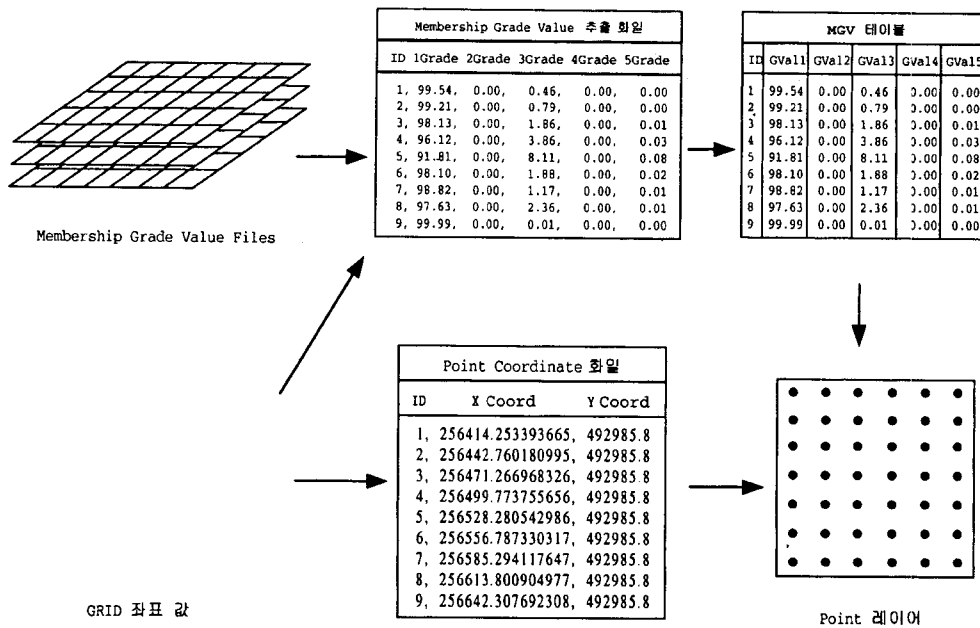 Membership Grade Value 추출 화일
ID 1Grade 2Grade 3Grade 4Grade 5Grade
1, 99.54, 0.00, 0.46, 0.00, 0.00
2, 99.21, 0.00, 0.79, 0.00, 0.00
3, 98.13, 0.00, 1.86, 0.00, 0.01
4, 96.12, 0.00, 3.86, 0.00, 0.03
5, 91.81, 0.00, 8.11, 0.00, 0.08
6, 98.10, 0.00, 1.88, 0.00, 0.02
7, 98.82, 0.00, 1.17, 0.00, 0.01
8, 97.63, 0.00, 2.36, 0.00, 0.01
9, 99.99, 0.00, 0.01, 0.00, 0.00
MGV 테이블
ID GVal1 GVal2 GVal3 GVal4 GVal5
1 99.54 0.00 0.46 0.00 0.00
2 99.21 0.00 0.79 0.00 0.00
3 98.13 0.00 1.86 0.00 0.01
4 96.12 0.00 3.86 0.00 0.03
5 91.81 0.00 8.11 0.00 0.08
6 98.10 0.00 1.88 0.00 0.02
7 98.82 0.00 1.17 0.00 0.01
8 97.63 0.00 2.36 0.00 0.01
9 99.99 0.00 0.01 0.00 0.00
Membership Grade Value Files
Point Coordinate 화일
ID X Coord Y Coord
1, 256414.253393665, 492985.8
2, 256442.760180995, 492985.8
3, 256471.266968326, 492985.8
4, 256499.773755656, 492985.8
5, 256528.280542986, 492985.8
6, 256556.787330317, 492985.8
7, 256585.294117647, 492985.8
8, 256613.800904977, 492985.8
9, 256642.307692308, 492985.8
GRID 좌표 값
Point 레이어